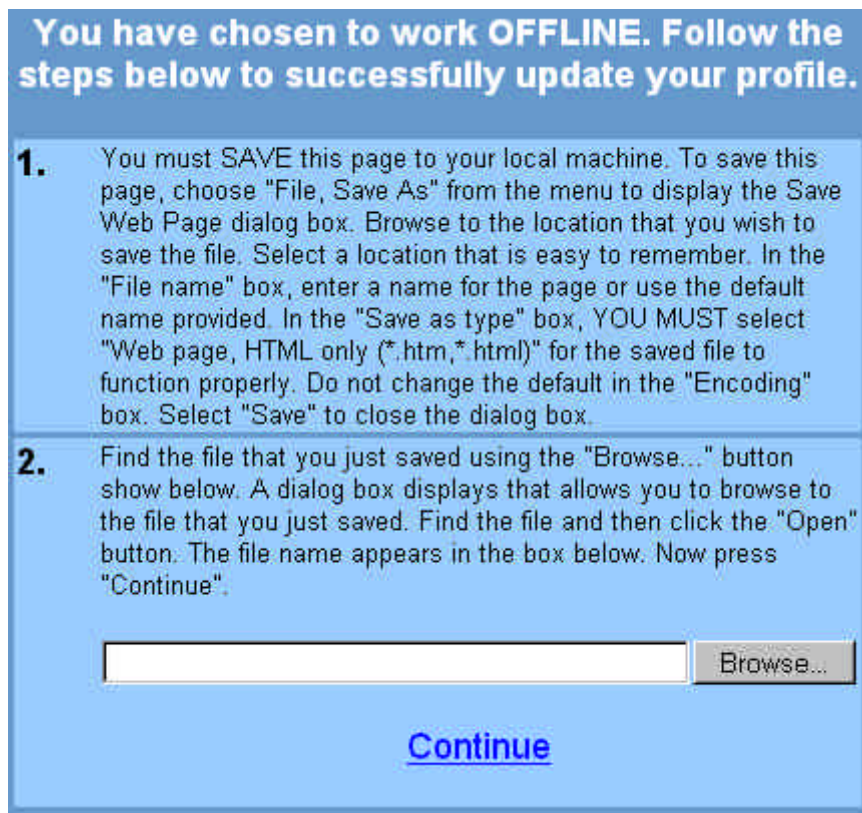 You have chosen to work OFFLINE. Follow the
steps below to successfully update your profile.
1. You must SAVE this page to your local machine. To save this
page, choose "File, Save As" from the menu to display the Save
Web Page dialog box. Browse to the location that you wish to
save the file. Select a location that is easy to remember. In the
"File name" box, enter a name for the page or use the default
name provided. In the "Save as type" box, YOU MUST select
"Web page, HTML only (*.htm,*.html)" for the saved file to
function properly. Do not change the default in the "Encoding"
box. Select "Save" to close the dialog box.
2. Find the file that you just saved using the "Browse..." button
show below. A dialog box displays that allows you to browse to
the file that you just saved. Find the file and then click the "Open"
button. The file name appears in the box below. Now press
"Continue".
Browse...
Continue